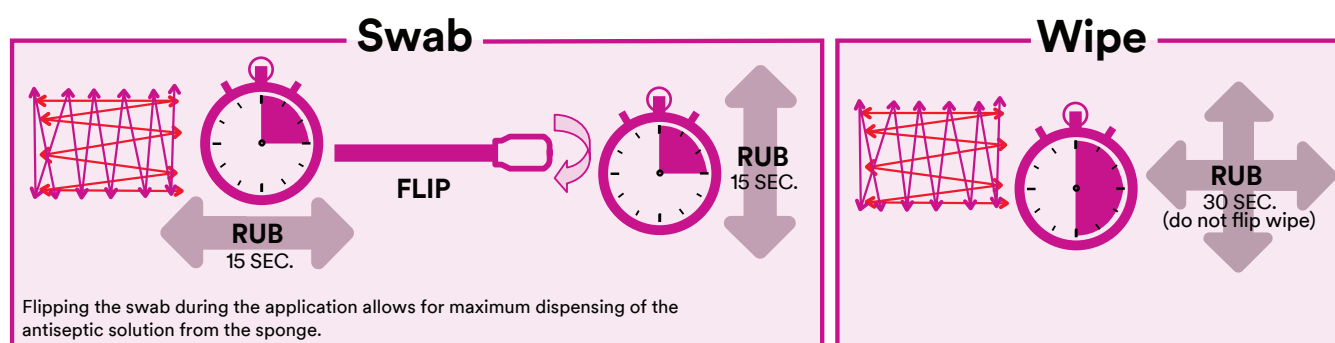 Swab
RUB
15 SEC.
FLIP
RUB
15 SEC.
Flipping the swab during the application allows for maximum dispensing of the
antiseptic solution from the sponge.
Wipe
RUB
30 SEC.
(do not flip wipe)